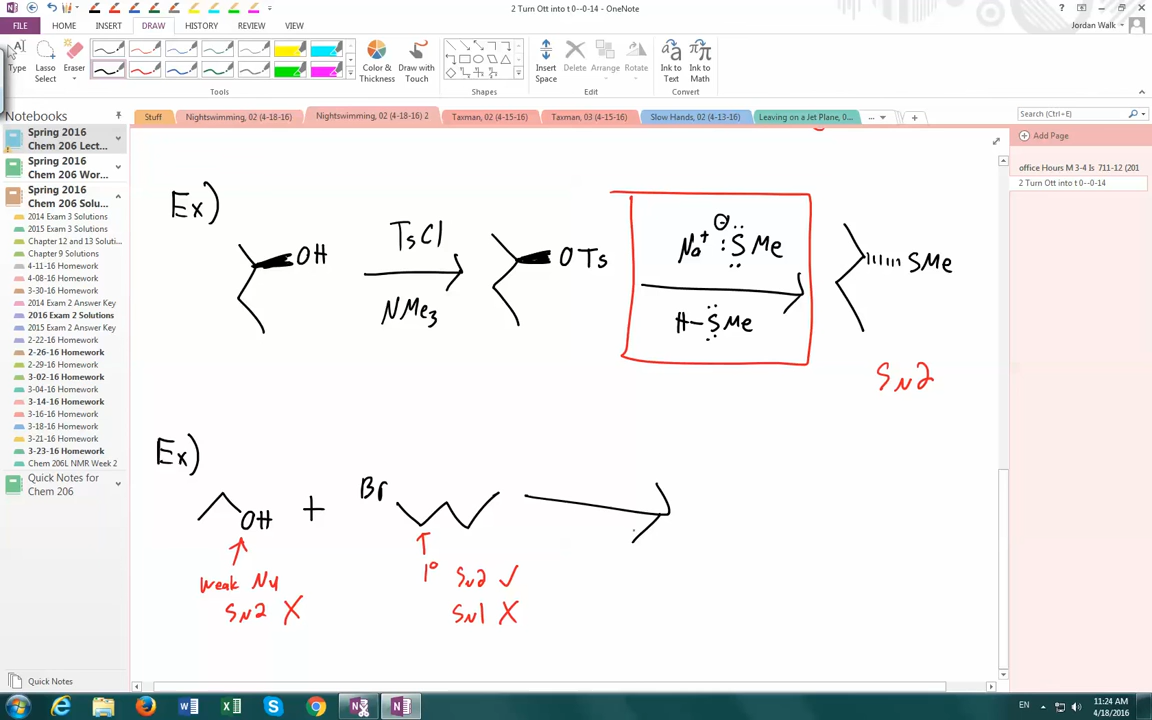 2 Turn Ott into t 0--0-14 - OneNote
Jordan Walk
FILE HOME INSERT DRAW HISTORY REVIEW VIEW
Type
Lasso Select
Eraser
Color & Thickness
Draw with Touch
Insert Space
Delete
Arrange
Rotate
Ink to Text
Ink to Math
Tools
Shapes
Edit
Convert
Notebooks
Stuff
Nightswimming, 02 (4-18-16)
Nightswimming, 02 (4-18-16) 2
Taxman, 02 (4-15-16)
Taxman, 03 (4-15-16)
Slow Hands, 02 (4-13-16)
Leaving on a Jet Plane, 0...
...
Search (Ctrl+E)
Add Page
office Hours M 3-4 Is 711-12 (201
2 Turn Ott into t 0--0-14
Spring 2016
Chem 206 Lect...
Spring 2016
Chem 206 Wor...
Spring 2016
Chem 206 Solu...
2014 Exam 3 Solutions
2015 Exam 3 Solutions
Chapter 12 and 13 Soluti...
Chapter 9 Solutions
4-11-16 Homework
4-08-16 Homework
3-30-16 Homework
2014 Exam 2 Answer Key
2016 Exam 2 Solutions
2015 Exam 2 Answer Key
2-22-16 Homework
2-26-16 Homework
2-29-16 Homework
3-02-16 Homework
3-04-16 Homework
3-14-16 Homework
3-16-16 Homework
3-18-16 Homework
3-21-16 Homework
3-23-16 Homework
Chem 206L NMR Week 2
Quick Notes for
Chem 206
Quick Notes
Ex)
OH
TsCl
NMe3
OTs
Na+ ⊖ :SMe
H-SMe
SMe
SN2
Ex)
OH + Br
weak Nu
SN2 X
1° SN2 ✓
SN1 X
EN
11:24 AM
4/18/2016